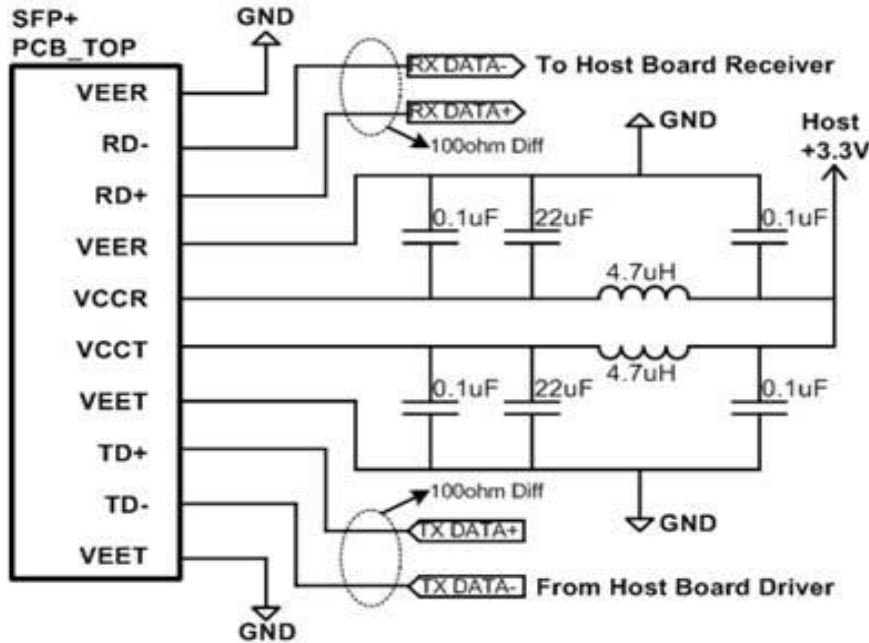 SFP+
PCB_TOP
GND
VEER
RD-
RD+
VEER
VCCR
VCCT
VEET
TD+
TD-
VEET
GND
RX DATA-
To Host Board Receiver
RX DATA+
100ohm Diff
GND
Host
+3.3V
0.1uF
22uF
0.1uF
4.7uH
4.7uH
0.1uF
22uF
0.1uF
100ohm Diff
GND
TX DATA+
TX DATA-
From Host Board Driver